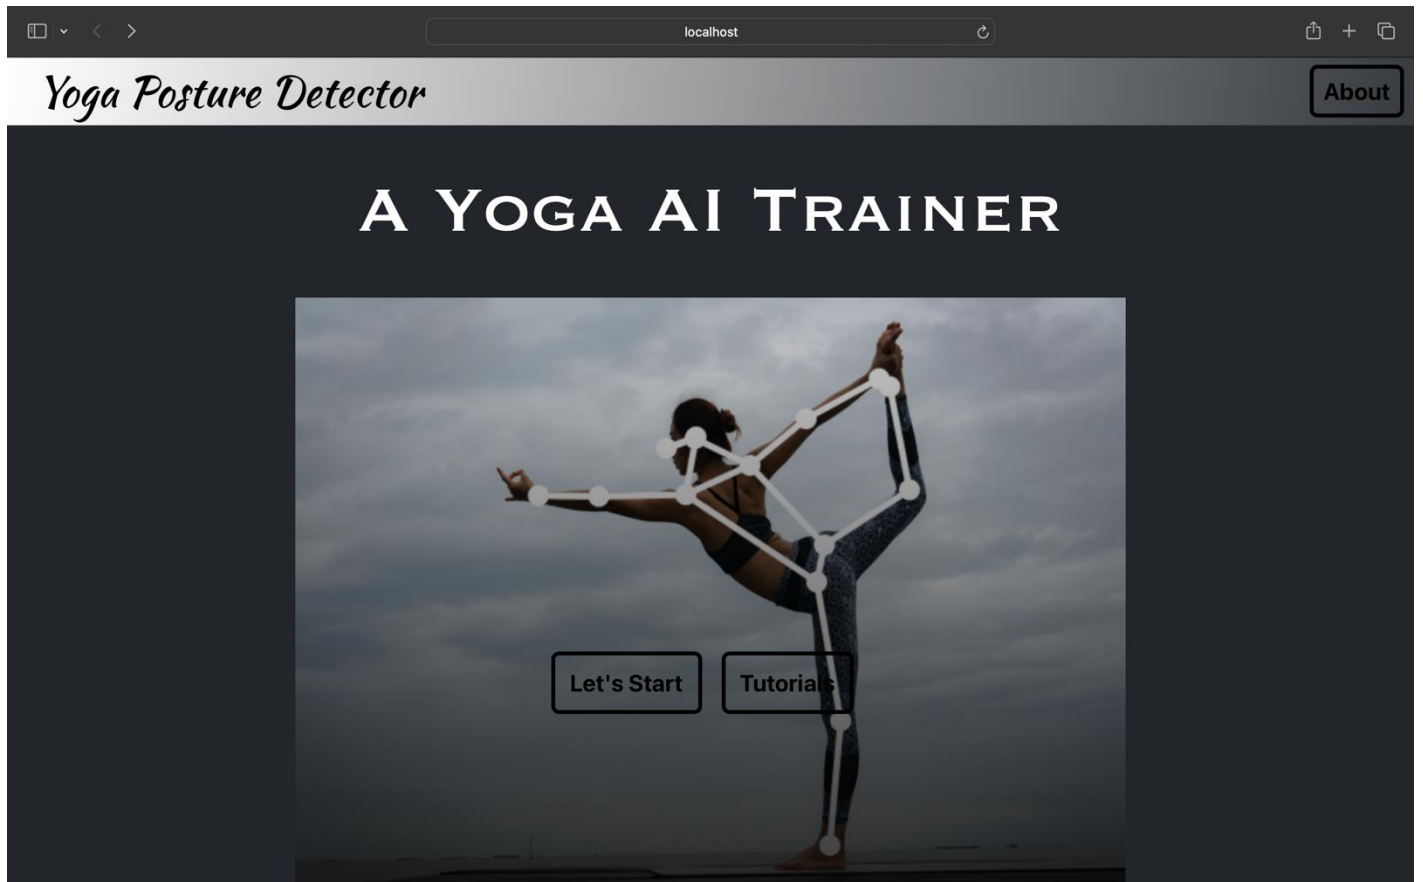 localhost
Yoga Posture Detector
About
A Yoga AI Trainer
Let's Start
Tutorials